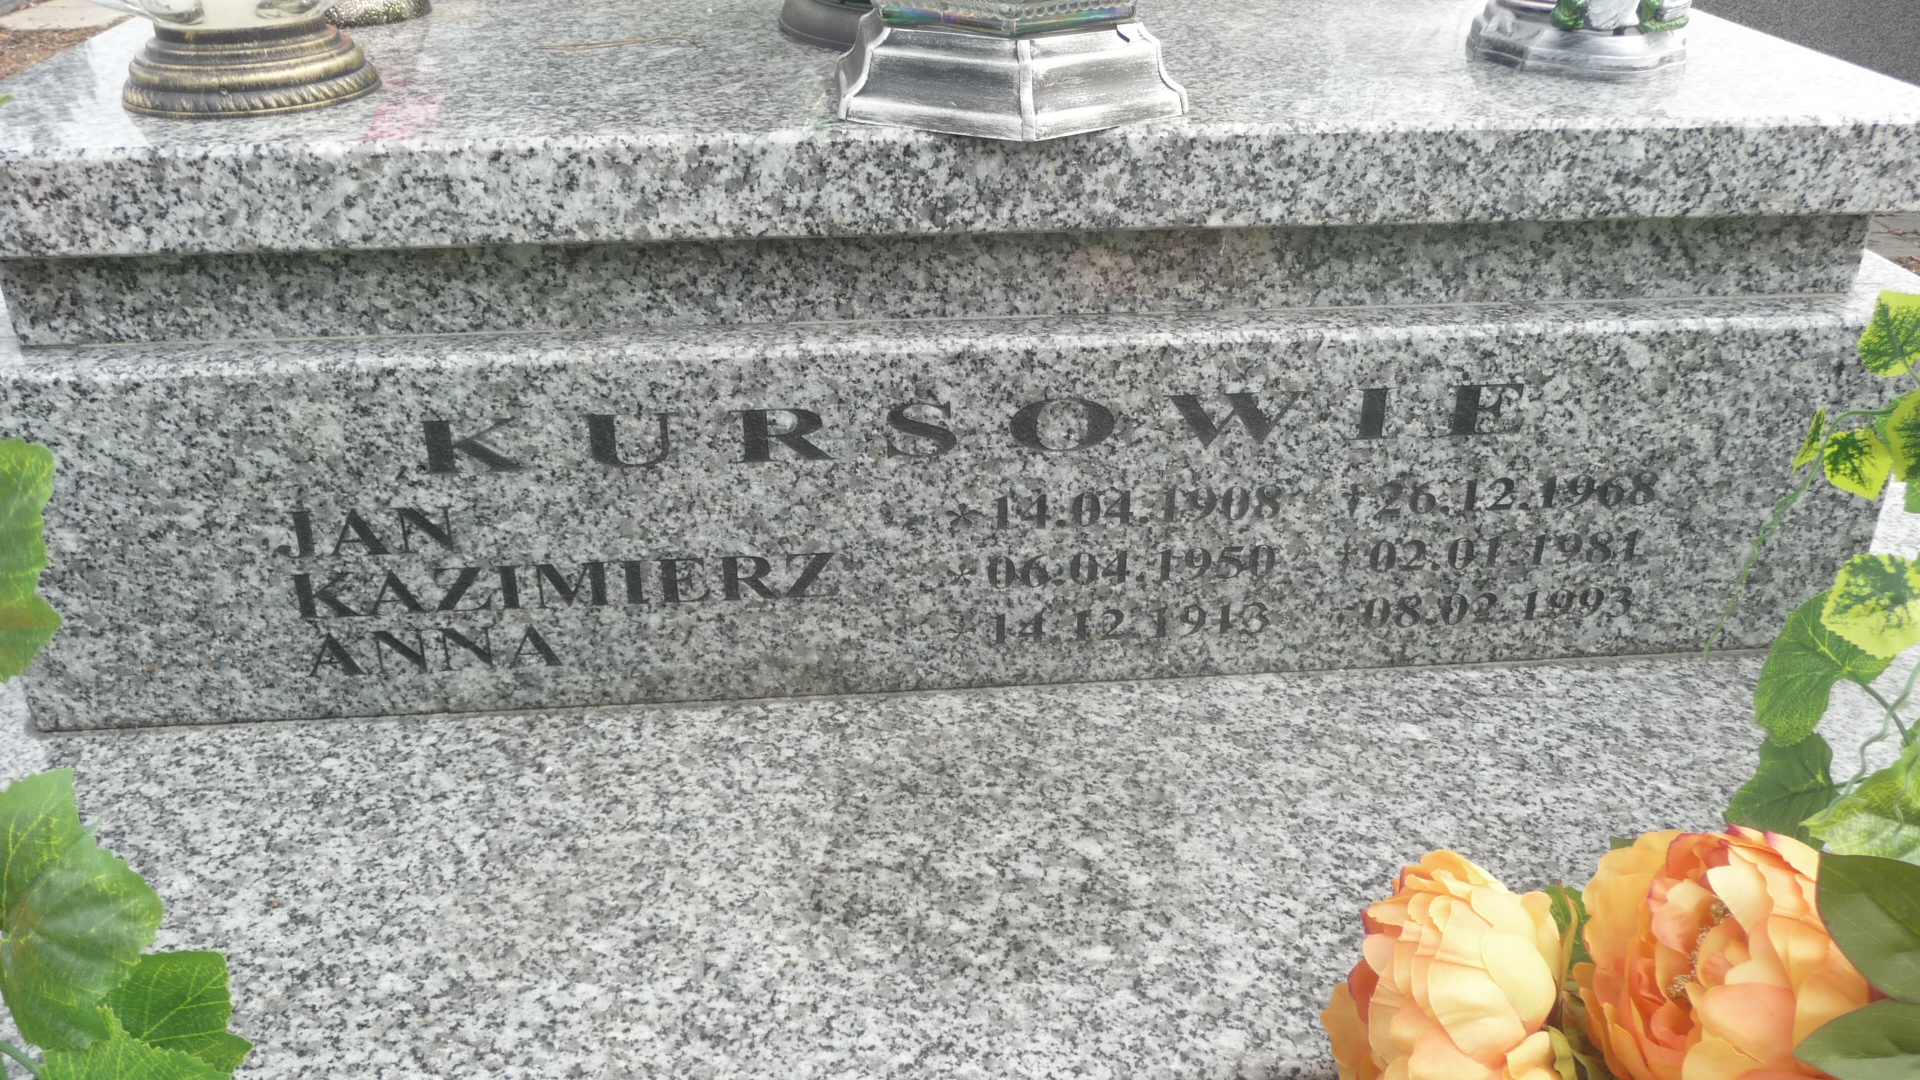 KURSOWIE
JAN *14.04.1908 †26.12.1968
KAZIMIERZ *06.04.1950 †02.01.1981
ANNA *14.12.1913 †08.02.1993